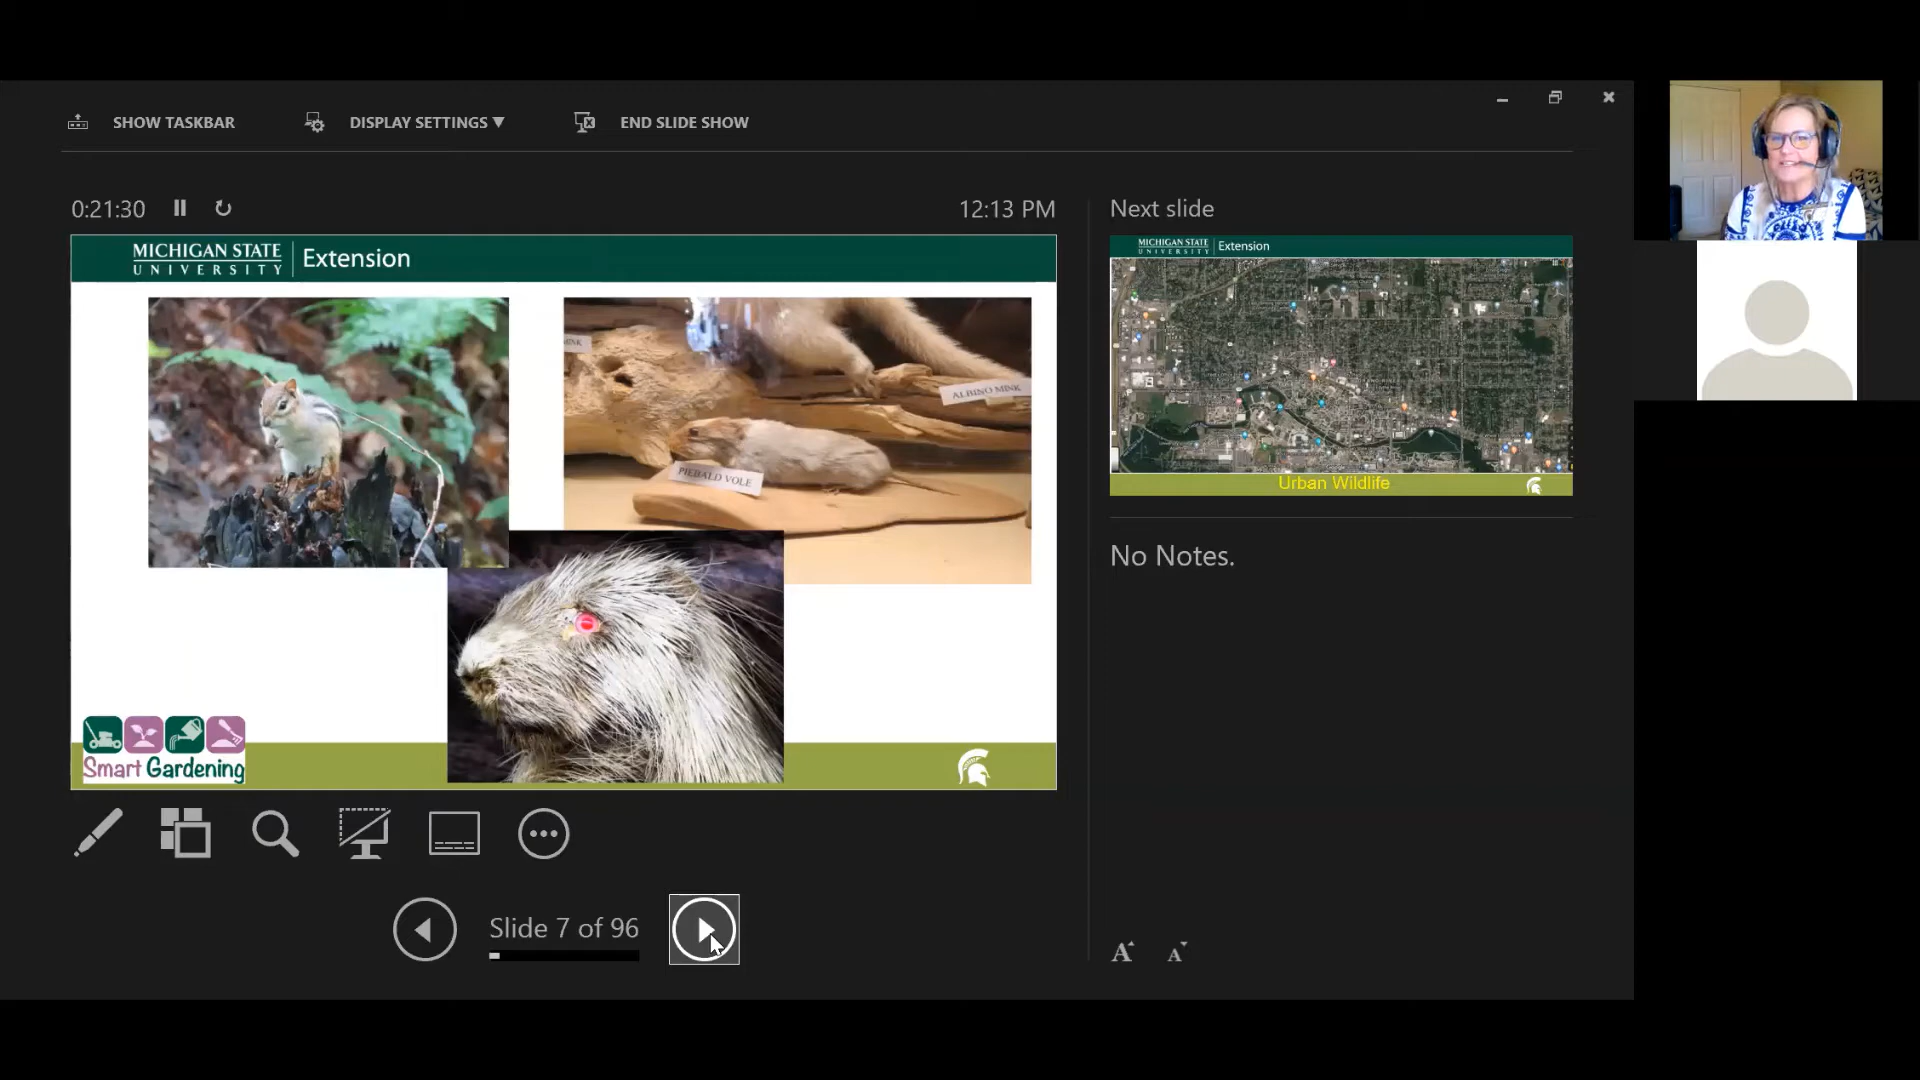 SHOW TASKBAR
DISPLAY SETTINGS ▼
END SLIDE SHOW
0:21:30
12:13 PM
Next slide
MICHIGAN STATE
UNIVERSITY
Extension
MINK
ALBINO MINK
PIEBALD VOLE
Smart Gardening
MICHIGAN STATE
UNIVERSITY
Extension
Urban Wildlife
No Notes.
Slide 7 of 96
A
A